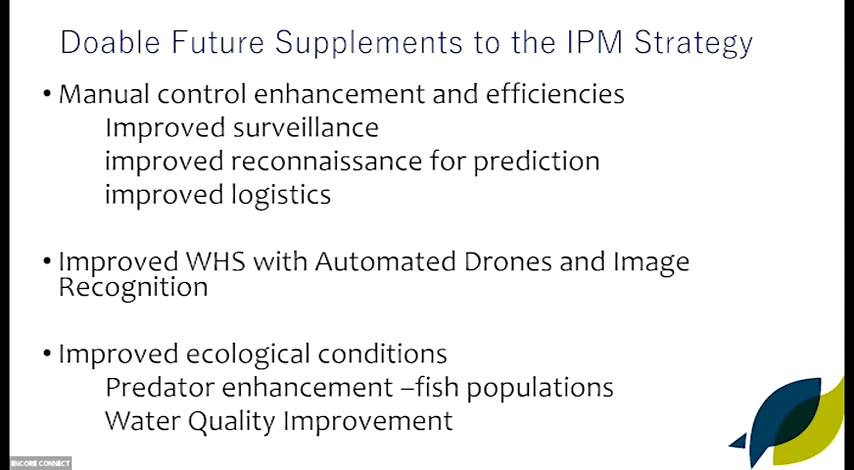 Doable Future Supplements to the IPM Strategy
• Manual control enhancement and efficiencies
Improved surveillance
improved reconnaissance for prediction
improved logistics
• Improved WHS with Automated Drones and Image
Recognition
• Improved ecological conditions
Predator enhancement –fish populations
Water Quality Improvement
ENCORE CONNECT